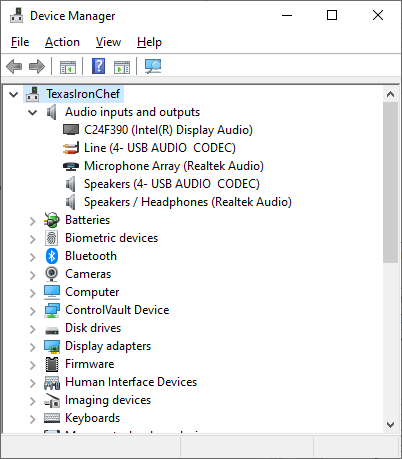 Device Manager
File Action View Help
TexasIronChef
Audio inputs and outputs
C24F390 (Intel(R) Display Audio)
Line (4- USB AUDIO  CODEC)
Microphone Array (Realtek Audio)
Speakers (4- USB AUDIO  CODEC)
Speakers / Headphones (Realtek Audio)
Batteries
Biometric devices
Bluetooth
Cameras
Computer
ControlVault Device
Disk drives
Display adapters
Firmware
Human Interface Devices
Imaging devices
Keyboards